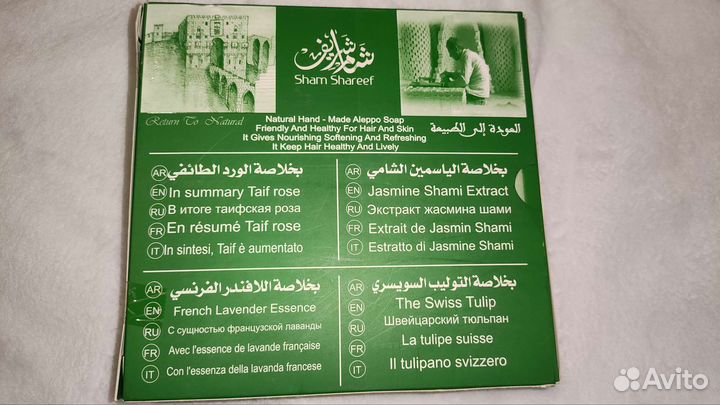 شام شريف
Sham Shareef
Return To Natural
Natural Hand - Made Aleppo Soap
Friendly And Healthy For Hair And Skin
It Gives Nourishing Softening And Refreshing
It Keep Hair Healthy And Lively
العودة إلى الطبيعة
AR بخلاصة الورد الطائفي
EN In summary Taif rose
RU В итоге таифская роза
FR En résumé Taif rose
IT In sintesi, Taif è aumentato
AR بخلاصة الياسمين الشامي
EN Jasmine Shami Extract
RU Экстракт жасмина шами
FR Extrait de Jasmin Shami
IT Estratto di Jasmine Shami
AR بخلاصة اللافندر الفرنسي
EN French Lavender Essence
RU С сущностью французской лаванды
FR Avec l'essence de lavande française
IT Con l'essenza della lavanda francese
AR بخلاصة التوليب السويسري
EN The Swiss Tulip
RU Швейцарский тюльпан
FR La tulipe suisse
IT Il tulipano svizzero
Avito